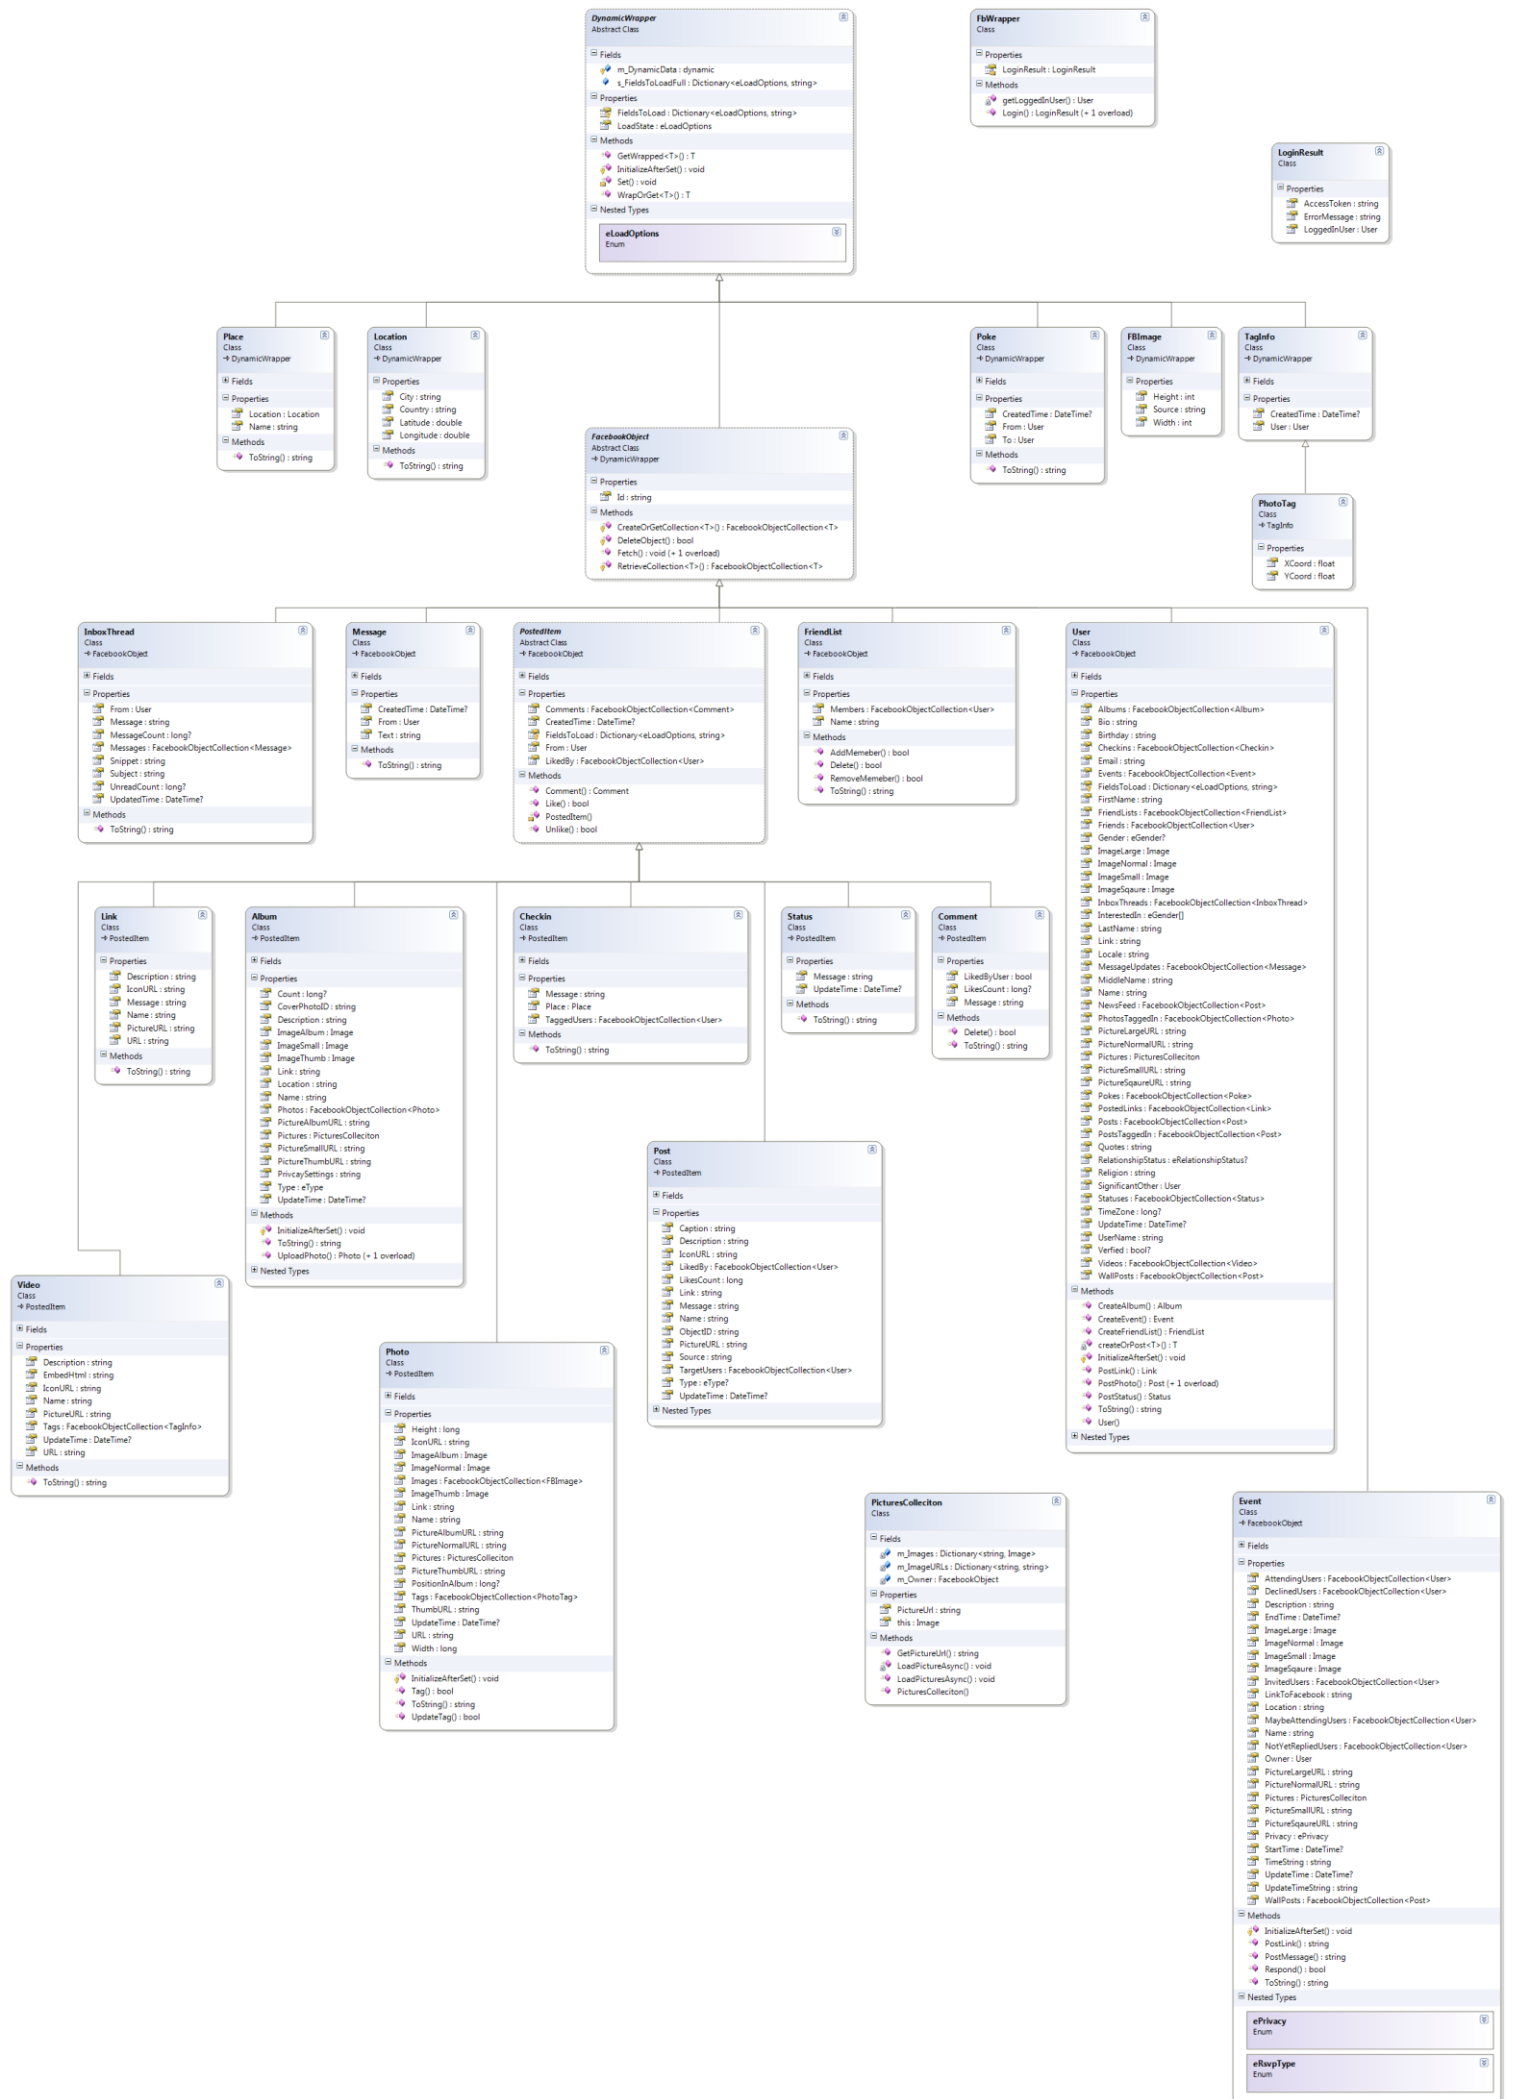 DynamicWrapper
Abstract Class
Fields
m_DynamicData : dynamic
s_FieldsToLoadFull : Dictionary<eLoadOptions, string>
Properties
FieldsToLoad : Dictionary<eLoadOptions, string>
LoadState : eLoadOptions
Methods
GetWrapped<T>() : T
InitializeAfterSet() : void
Set() : void
WrapOrGet<T>() : T
Nested Types
eLoadOptions
Enum
FbWrapper
Class
Properties
LoginResult : LoginResult
Methods
getLoggedInUser() : User
Login() : LoginResult (+ 1 overload)
LoginResult
Class
Properties
AccessToken : string
ErrorMessage : string
LoggedInUser : User
Place
Class
DynamicWrapper
Fields
Properties
Location : Location
Name : string
Methods
ToString() : string
Location
Class
DynamicWrapper
Properties
City : string
Country : string
Latitude : double
Longitude : double
Methods
ToString() : string
FacebookObject
Abstract Class
DynamicWrapper
Properties
Id : string
Methods
CreateOrGetCollection<T>() : FacebookObjectCollection<T>
DeleteObject() : bool
Fetch() : void (+ 1 overload)
RetrieveCollection<T>() : FacebookObjectCollection<T>
Poke
Class
DynamicWrapper
Fields
Properties
CreatedTime : DateTime?
From : User
To : User
Methods
ToString() : string
FBImage
Class
DynamicWrapper
Properties
Height : int
Source : string
Width : int
TagInfo
Class
DynamicWrapper
Fields
Properties
CreatedTime : DateTime?
User : User
PhotoTag
Class
TagInfo
Properties
XCoord : float
YCoord : float
InboxThread
Class
FacebookObject
Fields
Properties
From : User
Message : string
MessageCount : long?
Messages : FacebookObjectCollection<Message>
Snippet : string
Subject : string
UnreadCount : long?
UpdatedTime : DateTime?
Methods
ToString() : string
Message
Class
FacebookObject
Fields
Properties
CreatedTime : DateTime?
From : User
Text : string
Methods
ToString() : string
PostedItem
Abstract Class
FacebookObject
Fields
Properties
Comments : FacebookObjectCollection<Comment>
CreatedTime : DateTime?
FieldsToLoad : Dictionary<eLoadOptions, string>
From : User
LikedBy : FacebookObjectCollection<User>
Methods
Comment() : Comment
Like() : bool
PostedItem()
Unlike() : bool
FriendList
Class
FacebookObject
Fields
Properties
Members : FacebookObjectCollection<User>
Name : string
Methods
AddMemeber() : bool
Delete() : bool
RemoveMemeber() : bool
ToString() : string
User
Class
FacebookObject
Fields
Properties
Albums : FacebookObjectCollection<Album>
Bio : string
Birthday : string
Checkins : FacebookObjectCollection<Checkin>
Email : string
Events : FacebookObjectCollection<Event>
FieldsToLoad : Dictionary<eLoadOptions, string>
FirstName : string
FriendLists : FacebookObjectCollection<FriendList>
Friends : FacebookObjectCollection<User>
Gender : eGender?
ImageLarge : Image
ImageNormal : Image
ImageSmall : Image
ImageSqaure : Image
InboxThreads : FacebookObjectCollection<InboxThread>
InterestedIn : eGender[]
LastName : string
Link : string
Locale : string
MessageUpdates : FacebookObjectCollection<Message>
MiddleName : string
Name : string
NewsFeed : FacebookObjectCollection<Post>
PhotosTaggedIn : FacebookObjectCollection<Photo>
PictureLargeURL : string
PictureNormalURL : string
Pictures : PicturesColleciton
PictureSmallURL : string
PictureSqaureURL : string
Pokes : FacebookObjectCollection<Poke>
PostedLinks : FacebookObjectCollection<Link>
Posts : FacebookObjectCollection<Post>
PostsTaggedIn : FacebookObjectCollection<Post>
Quotes : string
RelationshipStatus : eRelationshipStatus?
Religion : string
SignificantOther : User
Statuses : FacebookObjectCollection<Status>
TimeZone : long?
UpdateTime : DateTime?
UserName : string
Verfied : bool?
Videos : FacebookObjectCollection<Video>
WallPosts : FacebookObjectCollection<Post>
Methods
CreateAlbum() : Album
CreateEvent() : Event
CreateFriendList() : FriendList
createOrPost<T>() : T
InitializeAfterSet() : void
PostLink() : Link
PostPhoto() : Post (+ 1 overload)
PostStatus() : Status
ToString() : string
User()
Nested Types
Link
Class
PostedItem
Properties
Description : string
IconURL : string
Message : string
Name : string
PictureURL : string
URL : string
Methods
ToString() : string
Album
Class
PostedItem
Fields
Properties
Count : long?
CoverPhotoID : string
Description : string
ImageAlbum : Image
ImageSmall : Image
ImageThumb : Image
Link : string
Location : string
Name : string
Photos : FacebookObjectCollection<Photo>
PictureAlbumURL : string
Pictures : PicturesColleciton
PictureSmallURL : string
PictureThumbURL : string
PrivcaySettings : string
Type : eType
UpdateTime : DateTime?
Methods
InitializeAfterSet() : void
ToString() : string
UploadPhoto() : Photo (+ 1 overload)
Nested Types
Checkin
Class
PostedItem
Fields
Properties
Message : string
Place : Place
TaggedUsers : FacebookObjectCollection<User>
Methods
ToString() : string
Status
Class
PostedItem
Properties
Message : string
UpdateTime : DateTime?
Methods
ToString() : string
Comment
Class
PostedItem
Properties
LikedByUser : bool
LikesCount : long?
Message : string
Methods
Delete() : bool
ToString() : string
Post
Class
PostedItem
Fields
Properties
Caption : string
Description : string
IconURL : string
LikedBy : FacebookObjectCollection<User>
LikesCount : long
Link : string
Message : string
Name : string
ObjectID : string
PictureURL : string
Source : string
TargetUsers : FacebookObjectCollection<User>
Type : eType?
UpdateTime : DateTime?
Nested Types
Video
Class
PostedItem
Fields
Properties
Description : string
EmbedHtml : string
IconURL : string
Name : string
PictureURL : string
Tags : FacebookObjectCollection<TagInfo>
UpdateTime : DateTime?
URL : string
Methods
ToString() : string
Photo
Class
PostedItem
Fields
Properties
Height : long
IconURL : string
ImageAlbum : Image
ImageNormal : Image
Images : FacebookObjectCollection<FBImage>
ImageThumb : Image
Link : string
Name : string
PictureAlbumURL : string
PictureNormalURL : string
Pictures : PicturesColleciton
PictureThumbURL : string
PositionInAlbum : long?
Tags : FacebookObjectCollection<PhotoTag>
ThumbURL : string
UpdateTime : DateTime?
URL : string
Width : long
Methods
InitializeAfterSet() : void
Tag() : bool
ToString() : string
UpdateTag() : bool
PicturesColleciton
Class
Fields
m_Images : Dictionary<string, Image>
m_ImageURLs : Dictionary<string, string>
m_Owner : FacebookObject
Properties
PictureUrl : string
this : Image
Methods
GetPictureUrl() : string
LoadPictureAsync() : void
LoadPicturesAsync() : void
PicturesColleciton()
Event
Class
FacebookObject
Fields
Properties
AttendingUsers : FacebookObjectCollection<User>
DeclinedUsers : FacebookObjectCollection<User>
Description : string
EndTime : DateTime?
ImageLarge : Image
ImageNormal : Image
ImageSmall : Image
ImageSqaure : Image
InvitedUsers : FacebookObjectCollection<User>
LinkToFacebook : string
Location : string
MaybeAttendingUsers : FacebookObjectCollection<User>
Name : string
NotYetRepliedUsers : FacebookObjectCollection<User>
Owner : User
PictureLargeURL : string
PictureNormalURL : string
Pictures : PicturesColleciton
PictureSmallURL : string
PictureSqaureURL : string
Privacy : ePrivacy
StartTime : DateTime?
TimeString : string
UpdateTime : DateTime?
UpdateTimeString : string
WallPosts : FacebookObjectCollection<Post>
Methods
InitializeAfterSet() : void
PostLink() : string
PostMessage() : string
Respond() : bool
ToString() : string
Nested Types
ePrivacy
Enum
eRsvpType
Enum